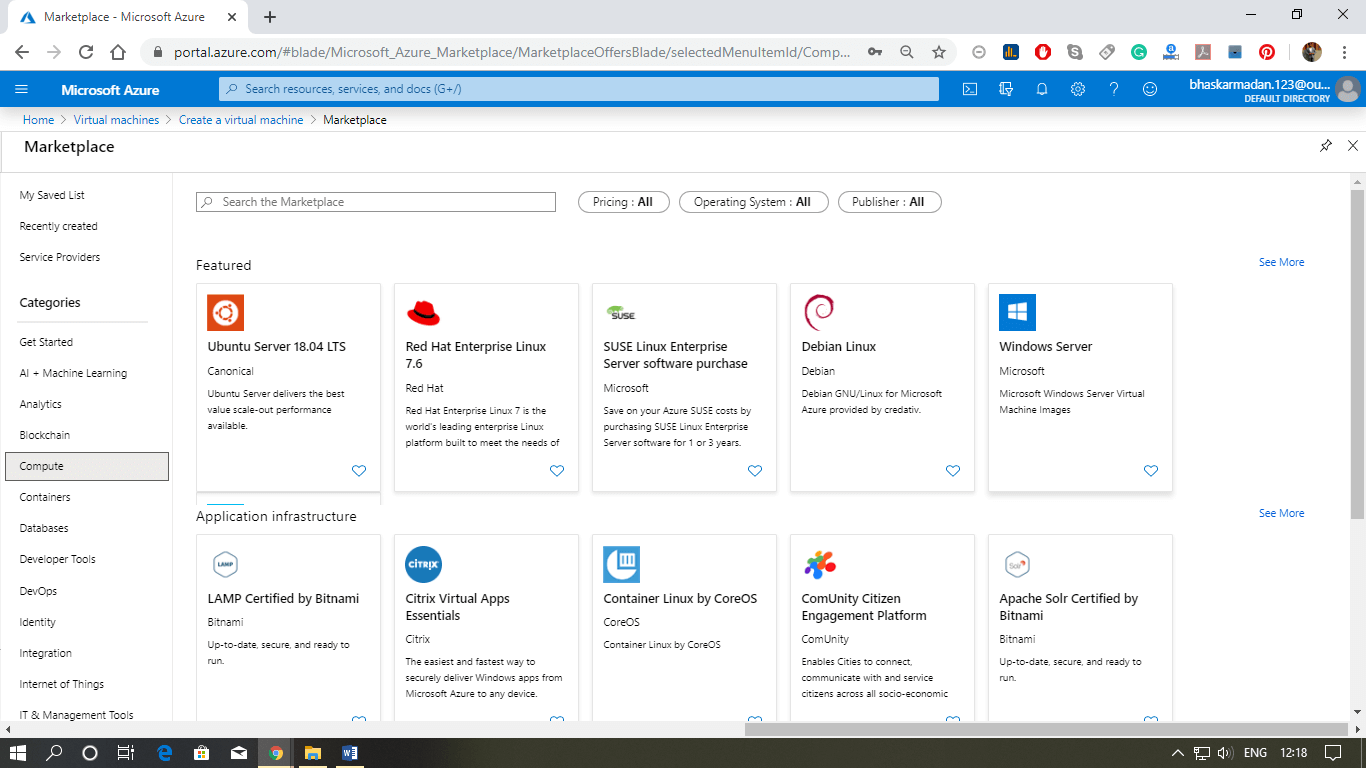 Marketplace - Microsoft Azure
portal.azure.com/#blade/Microsoft_Azure_Marketplace/MarketplaceOffersBlade/selectedMenuItemId/Comp...
Microsoft Azure
Search resources, services, and docs (G+/)
bhaskarmadan.123@ou...
DEFAULT DIRECTORY
Home > Virtual machines > Create a virtual machine > Marketplace
Marketplace
My Saved List
Recently created
Service Providers
Categories
Get Started
AI + Machine Learning
Analytics
Blockchain
Compute
Containers
Databases
Developer Tools
DevOps
Identity
Integration
Internet of Things
IT & Management Tools
Search the Marketplace
Pricing : All
Operating System : All
Publisher : All
Featured
See More
Ubuntu Server 18.04 LTS
Canonical
Ubuntu Server delivers the best
value scale-out performance
available.
Red Hat Enterprise Linux
7.6
Red Hat
Red Hat Enterprise Linux 7 is the
world's leading enterprise Linux
platform built to meet the needs of
SUSE
SUSE Linux Enterprise
Server software purchase
Microsoft
Save on your Azure SUSE costs by
purchasing SUSE Linux Enterprise
Server software for 1 or 3 years.
Debian Linux
Debian
Debian GNU/Linux for Microsoft
Azure provided by credativ.
Windows Server
Microsoft
Microsoft Windows Server Virtual
Machine Images
Application infrastructure
See More
LAMP
LAMP Certified by Bitnami
Bitnami
Up-to-date, secure, and ready to
run.
CITRIX
Citrix Virtual Apps
Essentials
Citrix
The easiest and fastest way to
securely deliver Windows apps from
Microsoft Azure to any device.
Container Linux by CoreOS
CoreOS
Container Linux by CoreOS
ComUnity Citizen
Engagement Platform
ComUnity
Enables Cities to connect,
communicate with and service
citizens across all socio-economic
Solr
Apache Solr Certified by
Bitnami
Bitnami
Up-to-date, secure, and ready to
run.
ENG
12:18